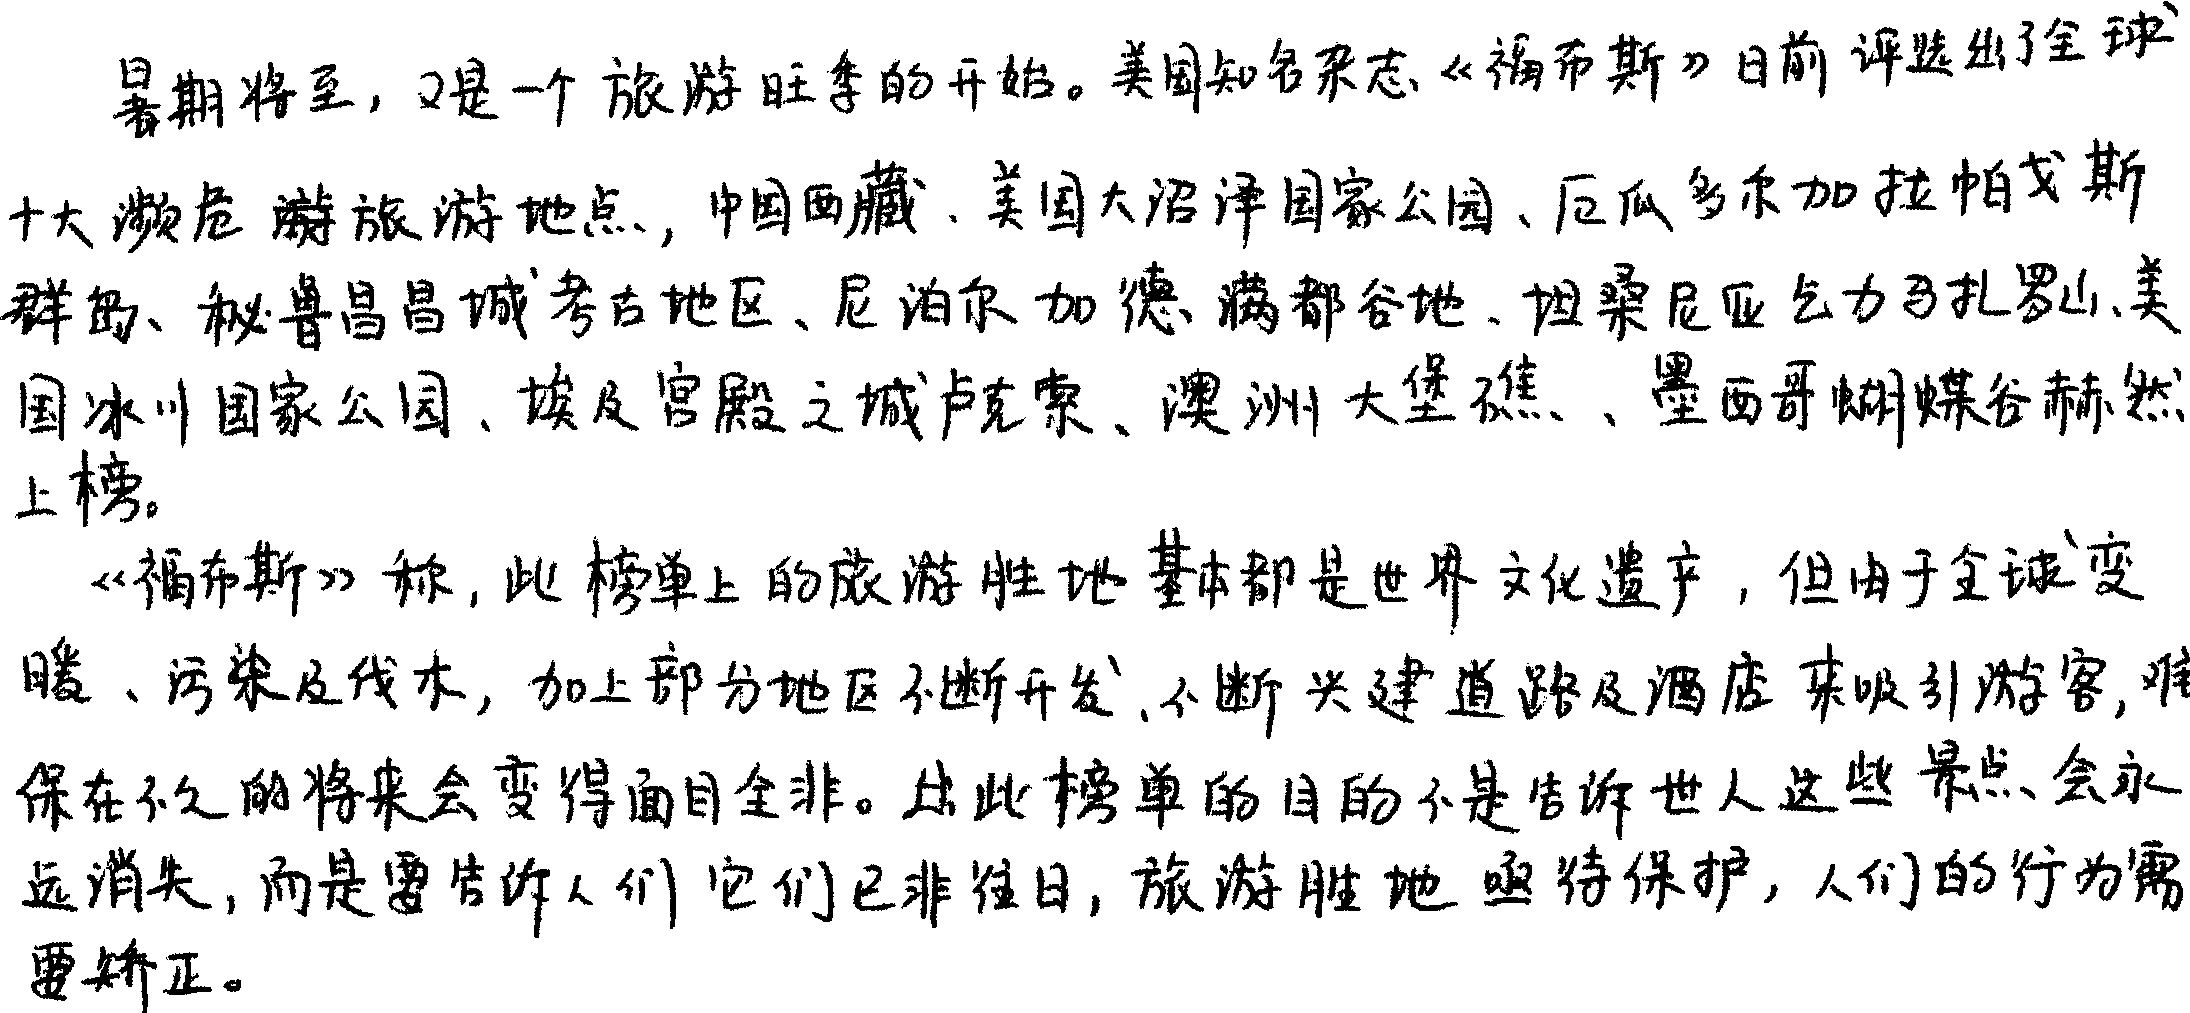 暑期将至，又是一个旅游旺季的开始。美国知名杂志《福布斯》日前评选出了全球
十大濒危旅游地点，中国西藏、美国大沼泽国家公园、厄瓜多尔加拉帕戈斯
群岛、秘鲁昌昌城考古地区、尼泊尔加德满都谷地、坦桑尼亚乞力马扎罗山、美
国冰川国家公园、埃及宫殿之城卢克索、澳洲大堡礁、墨西哥蝴蝶谷赫然
上榜。
《福布斯》称，此榜单上的旅游胜地基本都是世界文化遗产，但由于全球变
暖、污染及伐木，加上部分地区不断开发、不断兴建道路及酒店来吸引游客，难
保在不久的将来会变得面目全非。出此榜单的目的不是告诉世人这些景点会永
远消失，而是要告诉人们它们已非往日，旅游胜地亟待保护，人们的行为需
要矫正。